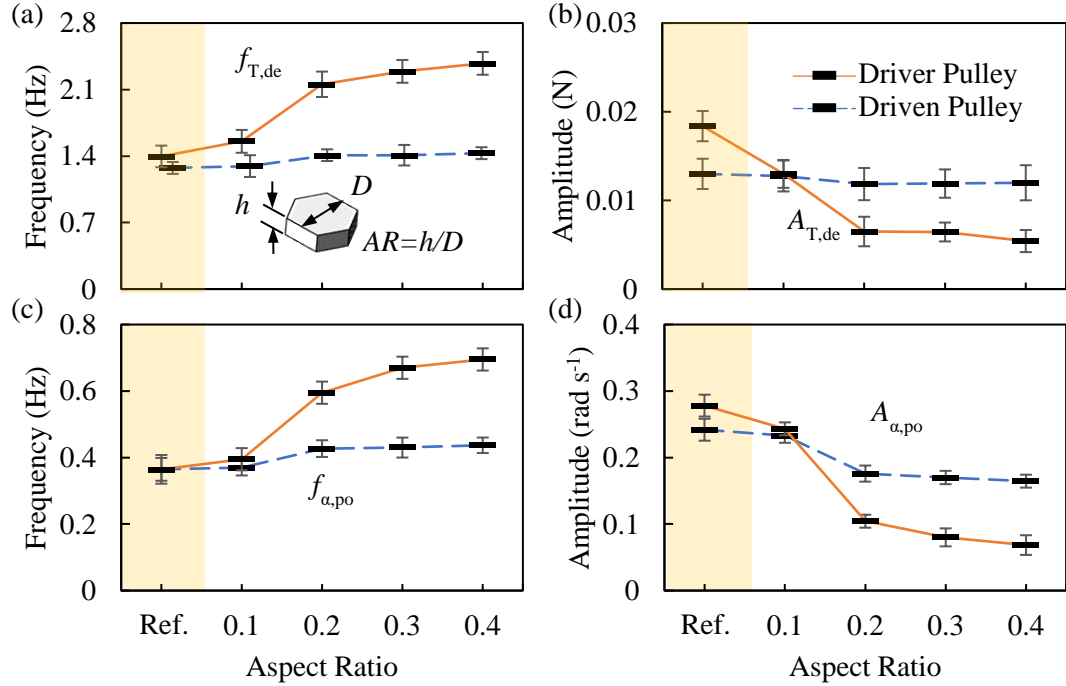 (a)
2.8
2.1
1.4
0.7
0
Frequency (Hz)
f_T,de
D
h
AR=h/D
(b)
0.03
0.02
0.01
0
Amplitude (N)
Driver Pulley
Driven Pulley
A_T,de
(c)
0.8
0.6
0.4
0.2
0
Frequency (Hz)
f_α,po
Ref. 0.1 0.2 0.3 0.4
Aspect Ratio
(d)
0.4
0.3
0.2
0.1
0
Amplitude (rad s⁻¹)
A_α,po
Ref. 0.1 0.2 0.3 0.4
Aspect Ratio